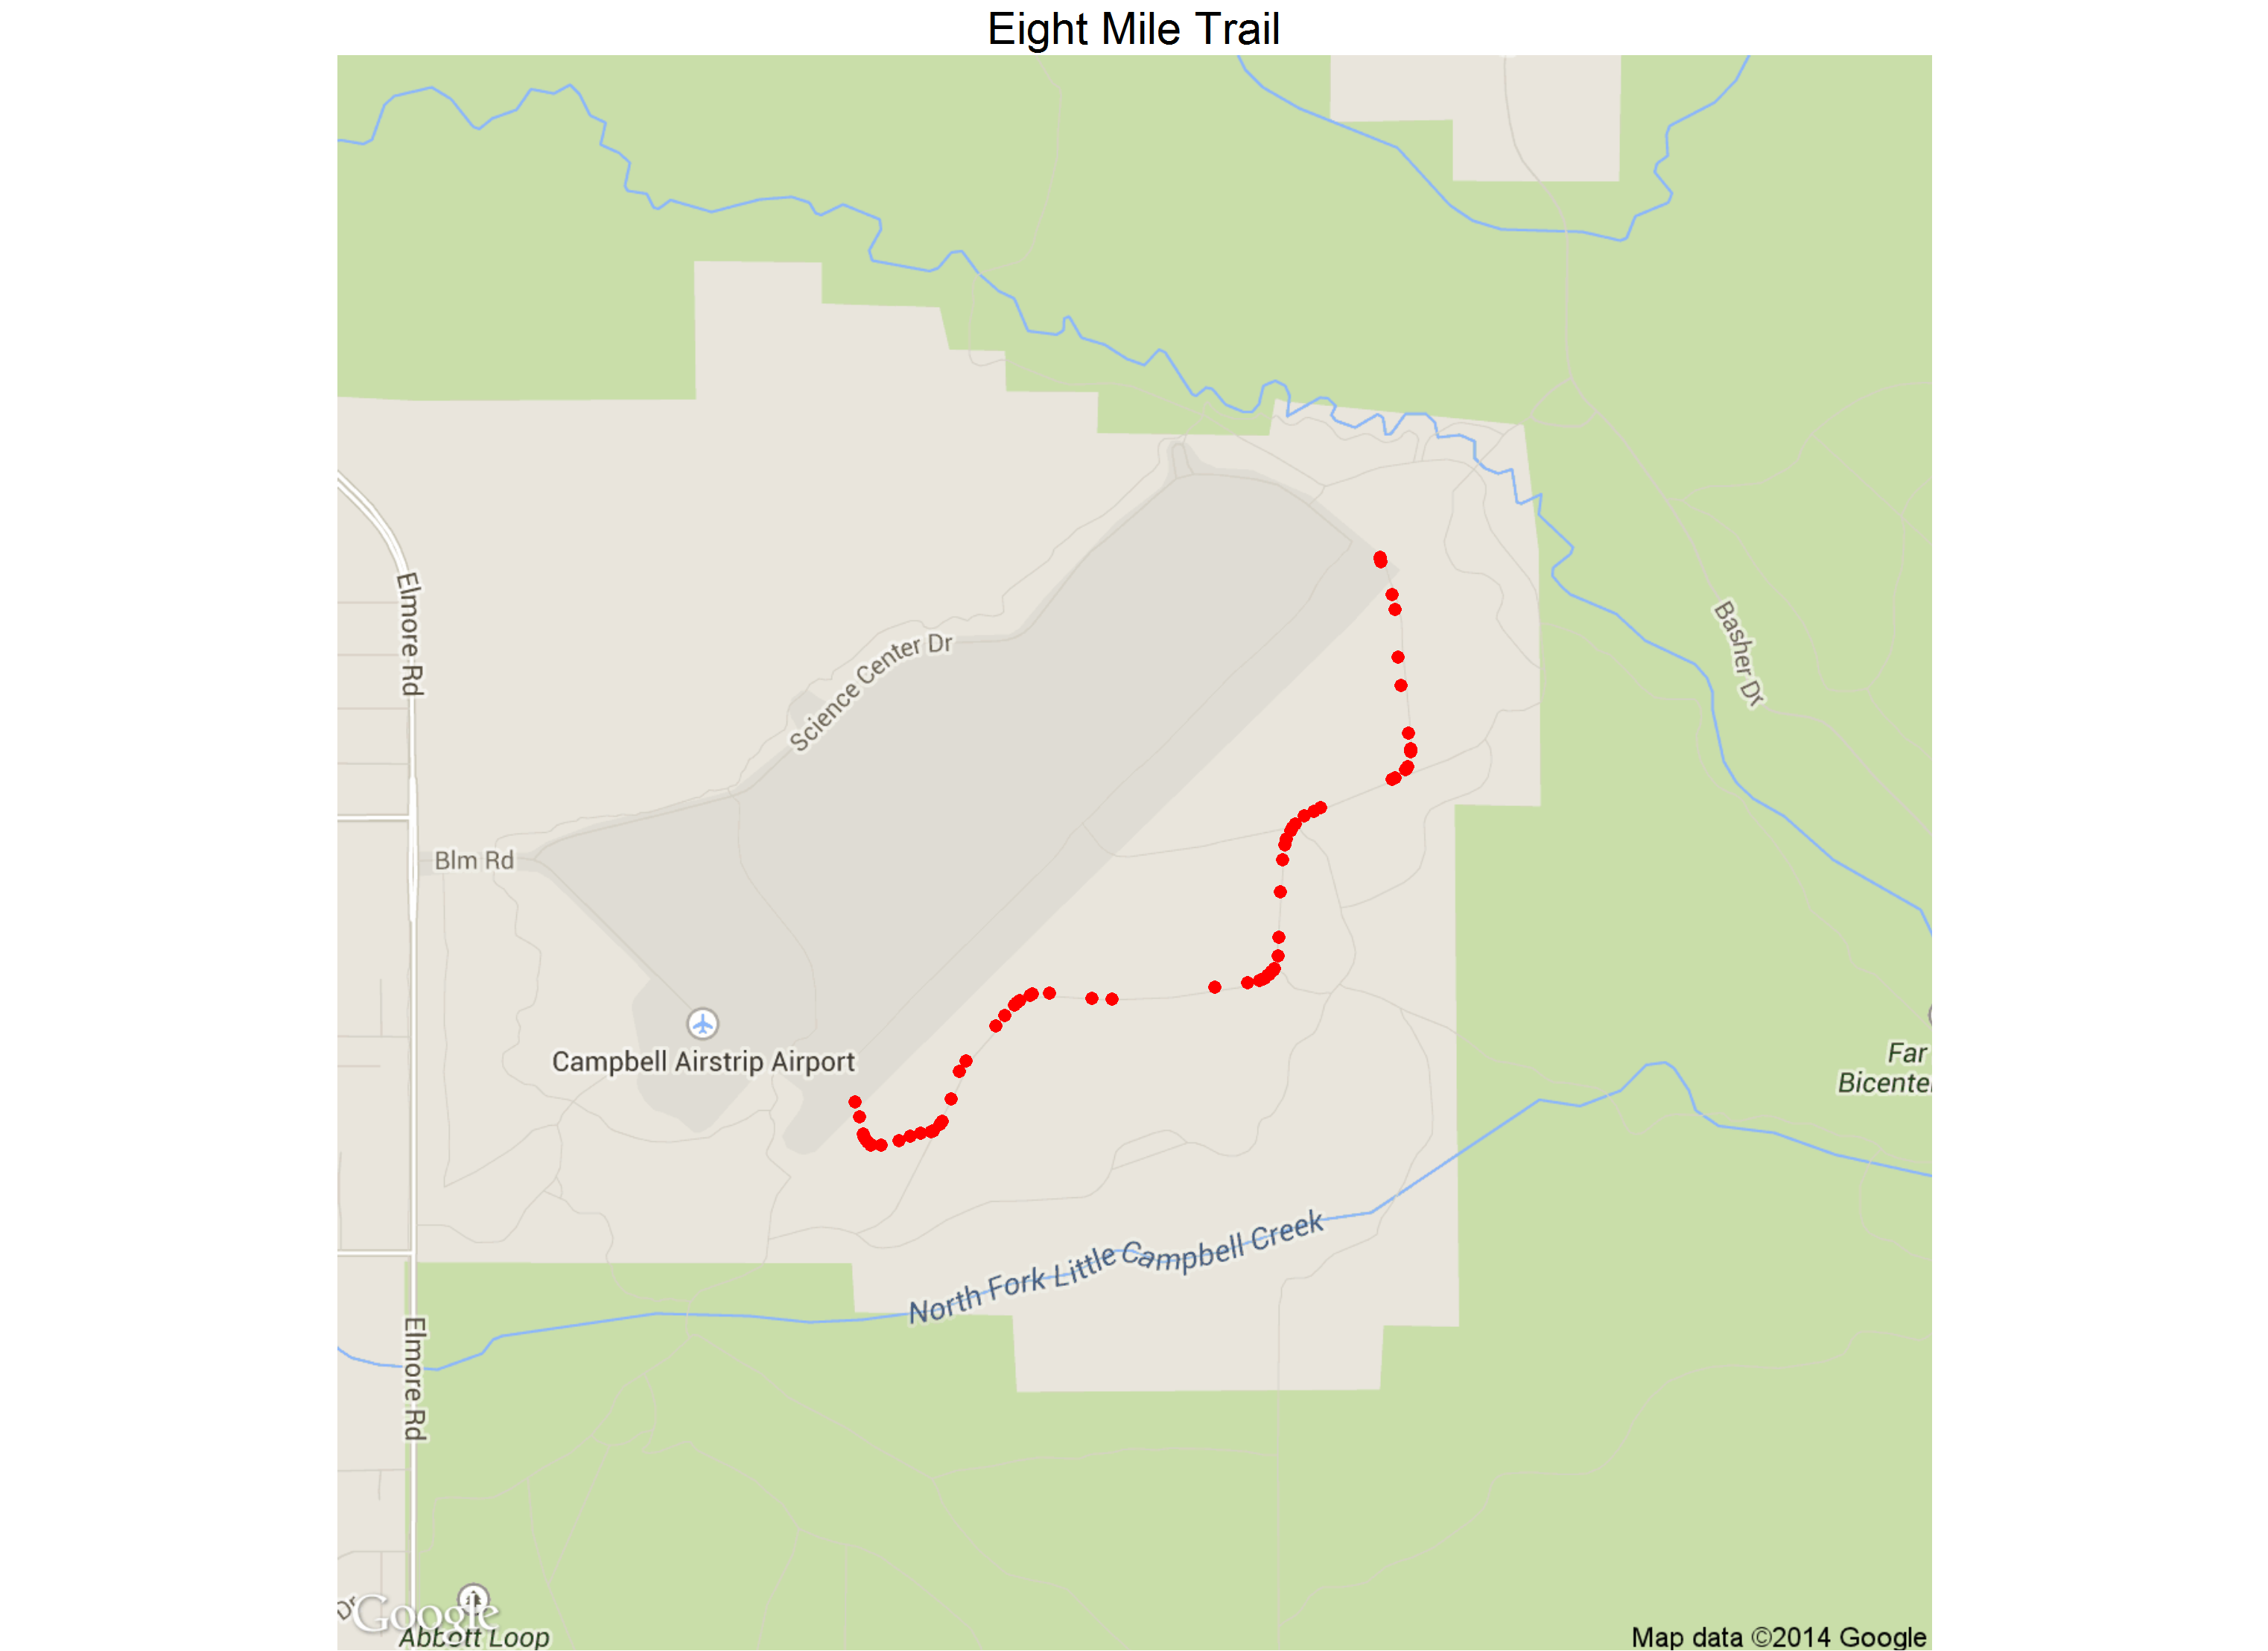 Eight Mile Trail
Elmore Rd
Science Center Dr
Basher Dr
Blm Rd
Campbell Airstrip Airport
Far
Bicente
North Fork Little Campbell Creek
Elmore Rd
Dr
Google
Abbott Loop
Map data ©2014 Google